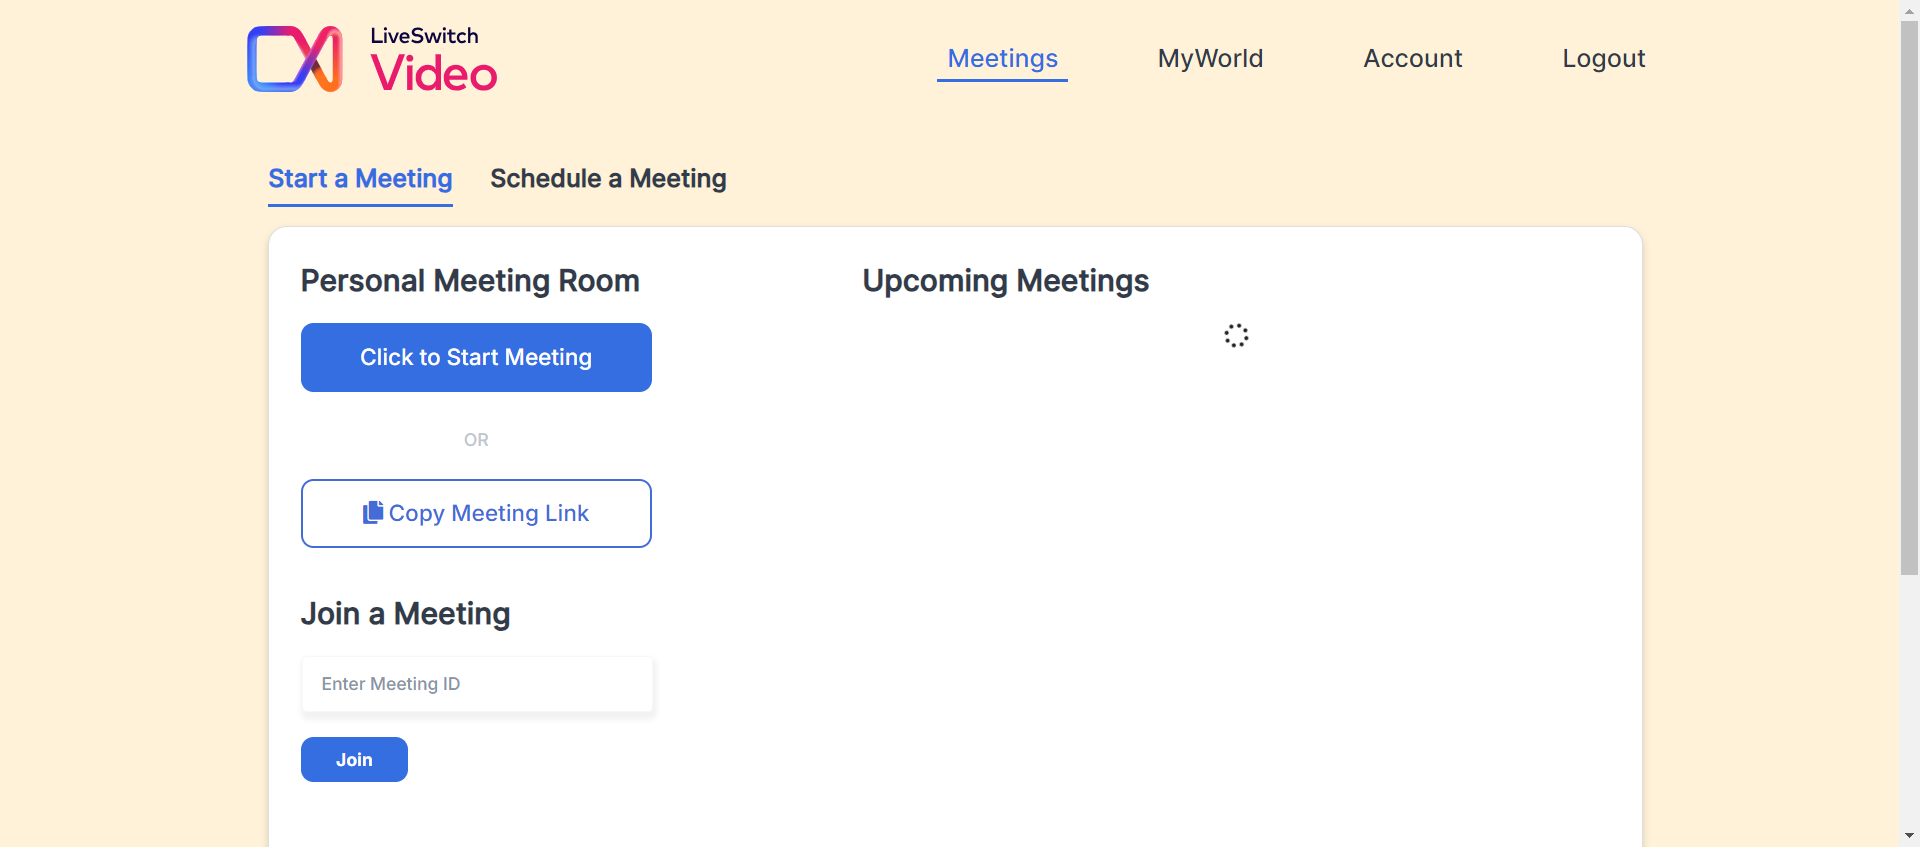 LiveSwitch
Video
Meetings
MyWorld
Account
Logout
Start a Meeting
Schedule a Meeting
Personal Meeting Room
Click to Start Meeting
OR
Copy Meeting Link
Join a Meeting
Enter Meeting ID
Join
Upcoming Meetings